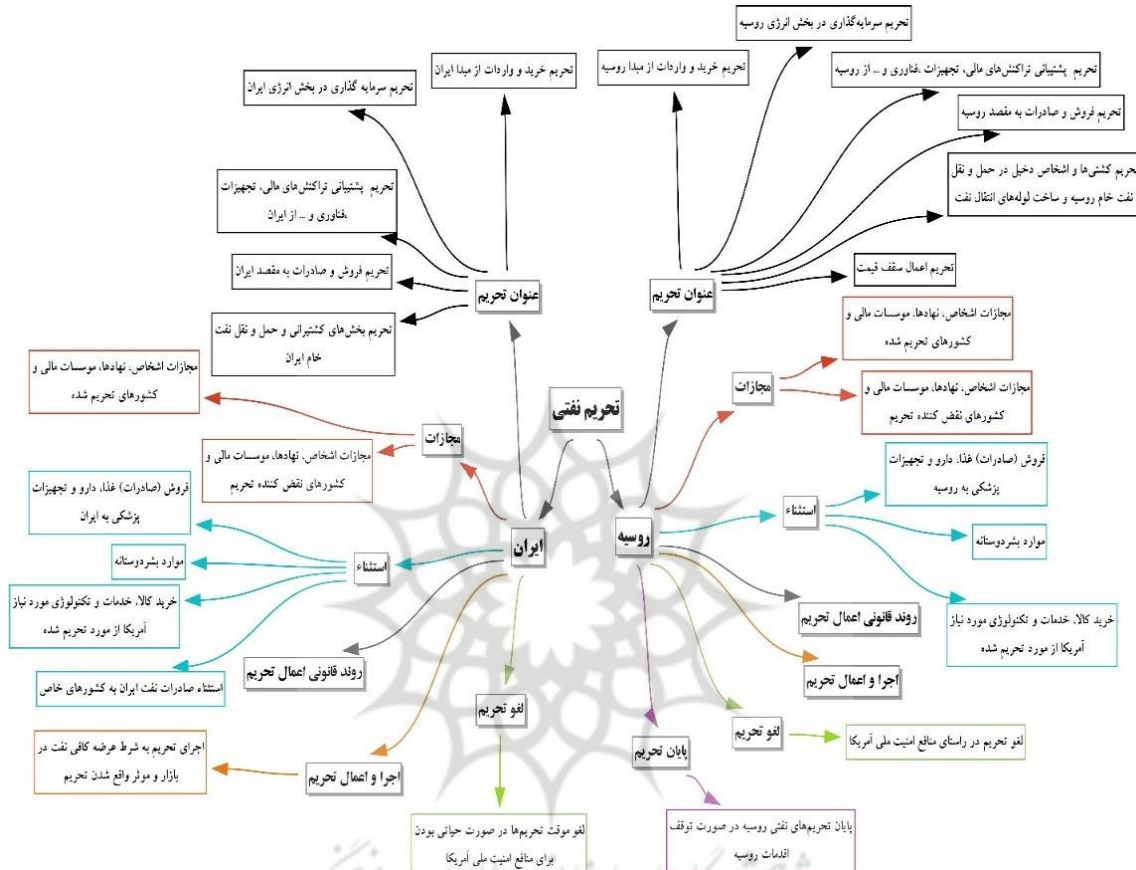 تحریم سرمایه‌گذاری در بخش انرژی روسیه
تحریم خرید و واردات از مبدا روسیه
تحریم خرید و واردات از مبدا ایران
تحریم پشتیبانی تراکنش‌های مالی، تجهیزات ،فناوری و ... از روسیه
تحریم سرمایه گذاری در بخش انرژی ایران
تحریم فروش و صادرات به مقصد روسیه
تحریم کشتی‌ها و اشخاص دخیل در حمل و نقل
نفت خام روسیه و ساخت لوله‌های انتقال نفت
تحریم پشتیبانی تراکنش‌های مالی، تجهیزات
،فناوری و ... از ایران
تحریم اعمال سقف قیمت
تحریم فروش و صادرات به مقصد ایران
عنوان تحریم
عنوان تحریم
تحریم بخش‌های کشتیرانی و حمل و نقل نفت
خام ایران
مجازات اشخاص، نهادها، موسسات مالی و
کشورهای تحریم شده
مجازات اشخاص، نهادها، موسسات مالی و
کشورهای تحریم شده
مجازات
مجازات اشخاص، نهادها، موسسات مالی و
کشورهای نقض کننده تحریم
تحریم نفتی
مجازات
مجازات اشخاص، نهادها، موسسات مالی و
کشورهای نقض کننده تحریم
فروش (صادرات) غذا، دارو و تجهیزات
پزشکی به روسیه
فروش (صادرات) غذا، دارو و تجهیزات
پزشکی به ایران
استثناء
روسیه
ایران
موارد بشردوستانه
موارد بشردوستانه
استثناء
خرید کالا، خدمات و تکنولوژی مورد نیاز
آمریکا از مورد تحریم شده
روند قانونی اعمال تحریم
خرید کالا، خدمات و تکنولوژی مورد نیاز
آمریکا از مورد تحریم شده
روند قانونی اعمال تحریم
اجرا و اعمال تحریم
استثناء صادرات نفت ایران به کشورهای خاص
لغو تحریم
لغو تحریم
لغو تحریم در راستای منافع امنیت ملی آمریکا
پایان تحریم
اجرای تحریم به شرط عرضه کافی نفت در
بازار و موثر واقع شدن تحریم
اجرا و اعمال تحریم
پایان تحریم‌های نفتی روسیه در صورت توقف
اقدمات روسیه
لغو موقت تحریم‌ها در صورت حیاتی بودن
برای منافع امنیت ملی آمریکا